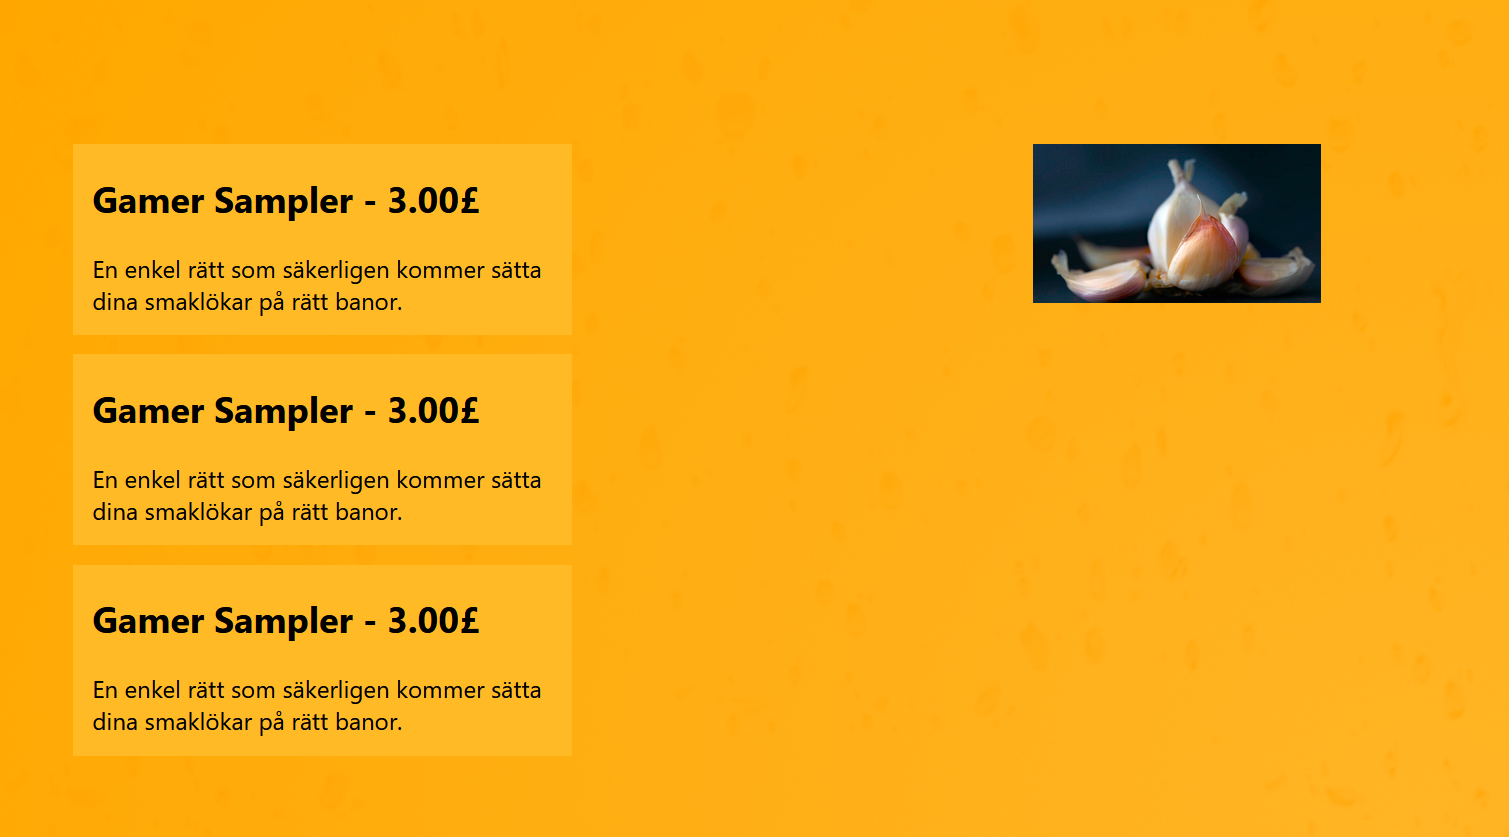 Gamer Sampler - 3.00£
En enkel rätt som säkerligen kommer sätta
dina smaklökar på rätt banor.
Gamer Sampler - 3.00£
En enkel rätt som säkerligen kommer sätta
dina smaklökar på rätt banor.
Gamer Sampler - 3.00£
En enkel rätt som säkerligen kommer sätta
dina smaklökar på rätt banor.